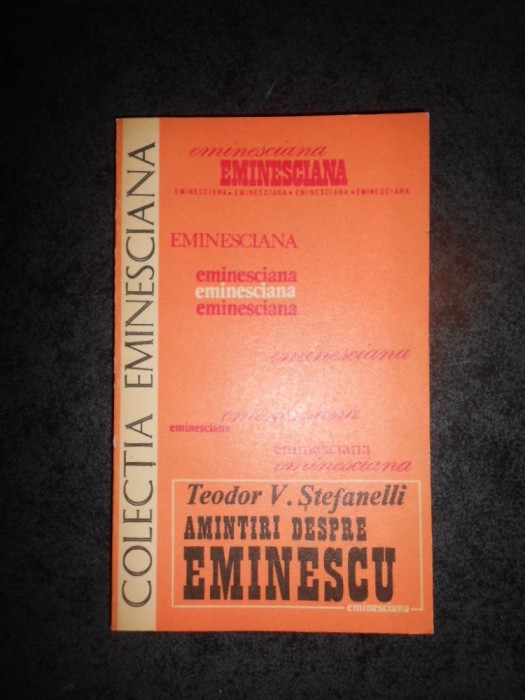 COLECȚIA EMINESCIANA
eminesciana
EMINESCIANA
EMINESCIANA • EMINESCIANA • EMINESCIANA • EMINESCIANA
EMINESCIANA
eminesciana
eminesciana
eminesciana
eminesciana
eminesciana
eminesciana
eminesciana
eminesciana
Teodor V. Ștefanelli
AMINTIRI DESPRE
EMINESCU
eminesciana